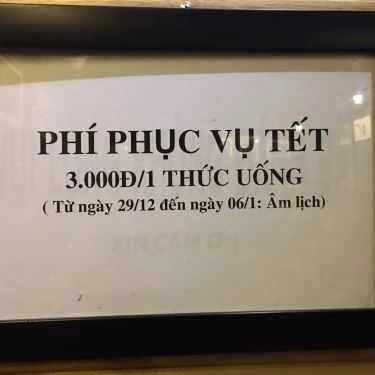 PHÍ PHỤC VỤ TẾT
3.000Đ/1 THỨC UỐNG
( Từ ngày 29/12 đến ngày 06/1: Âm lịch)